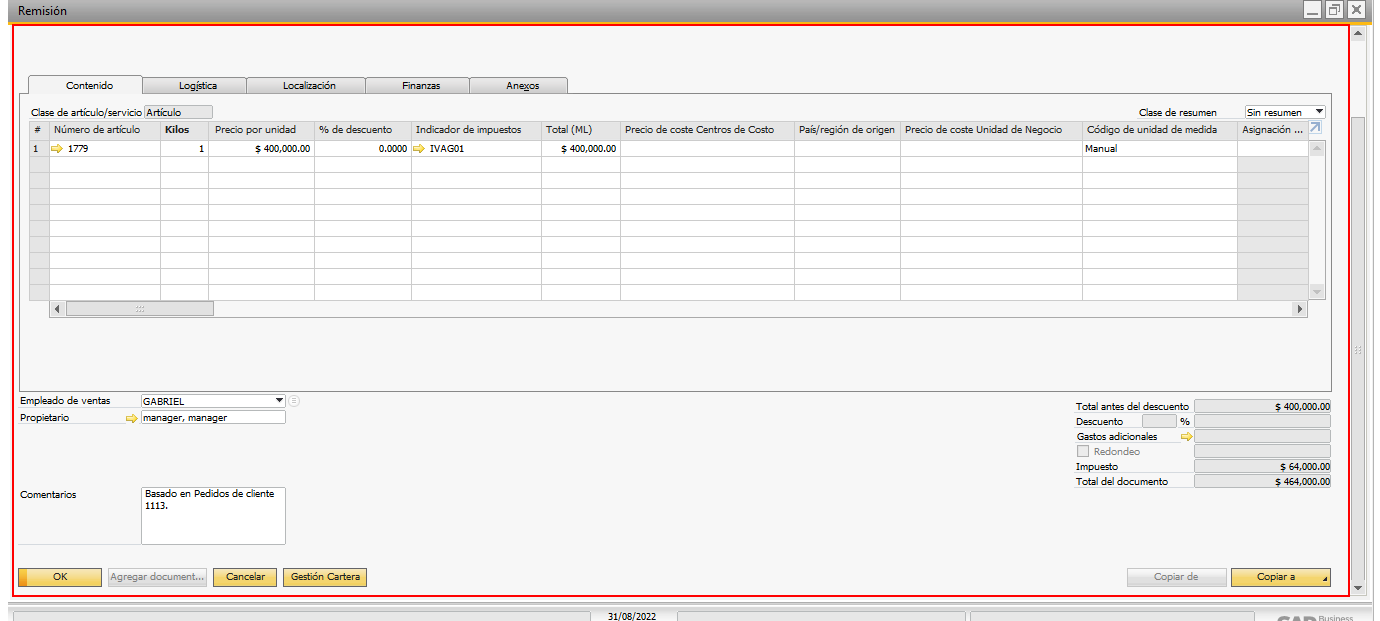 Remisión
Contenido Logística Localización Finanzas Anexos
Clase de artículo/servicio Artículo Clase de resumen Sin resumen
# Número de artículo Kilos Precio por unidad % de descuento Indicador de impuestos Total (ML) Precio de coste Centros de Costo País/región de origen Precio de coste Unidad de Negocio Código de unidad de medida Asignación ...
1 1779 1 $ 400,000.00 0.0000 IVAG01 $ 400,000.00 Manual
Empleado de ventas GABRIEL
Propietario manager, manager
Total antes del descuento $ 400,000.00
Descuento %
Gastos adicionales
Redondeo
Impuesto $ 64,000.00
Total del documento $ 464,000.00
Comentarios Basado en Pedidos de cliente
1113.
OK Agregar document... Cancelar Gestión Cartera Copiar de Copiar a
31/08/2022
SAP Business